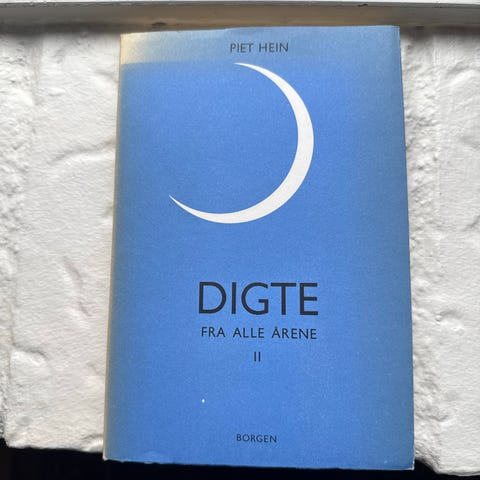 PIET HEIN
DIGTE
FRA ALLE ÅRENE
II
BORGEN